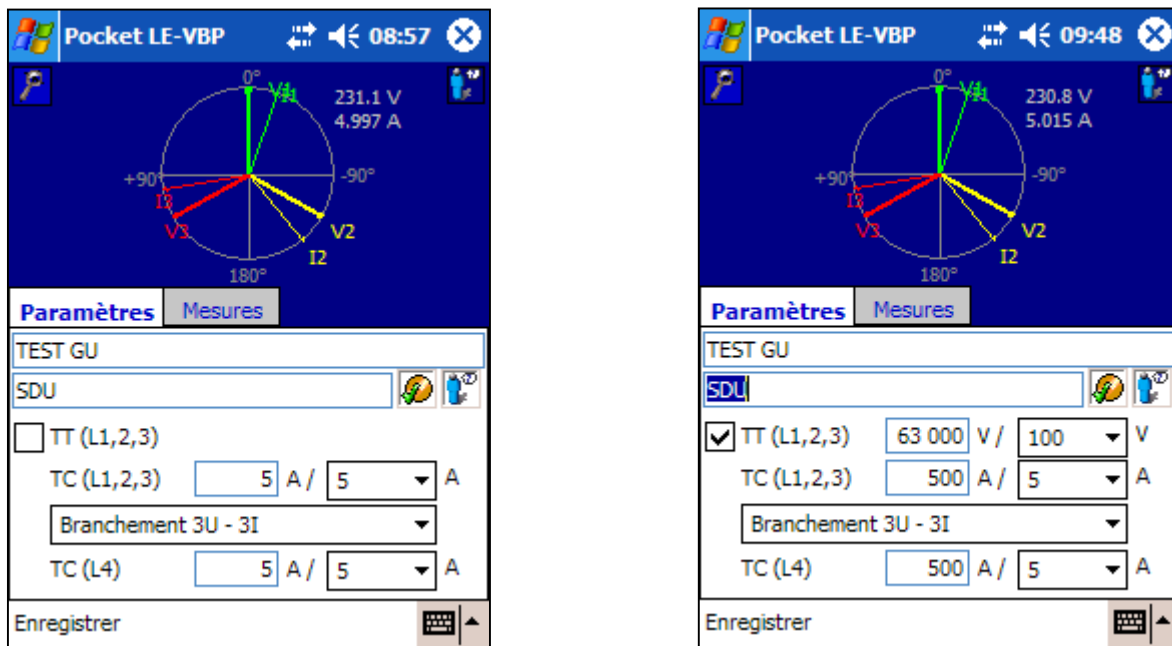 Pocket LE-VBP 08:57
0°
V1
231.1 V
4.997 A
+90°
-90°
I3
V3
V2
I2
180°
Paramètres Mesures
TEST GU
SDU
TT (L1,2,3)
TC (L1,2,3) 5 A / 5 A
Branchement 3U - 3I
TC (L4) 5 A / 5 A
Enregistrer
Pocket LE-VBP 09:48
0°
230.8 V
5.015 A
+90°
-90°
I3
V3
V2
I2
180°
Paramètres Mesures
TEST GU
SDU
TT (L1,2,3) 63 000 V / 100 V
TC (L1,2,3) 500 A / 5 A
Branchement 3U - 3I
TC (L4) 500 A / 5 A
Enregistrer